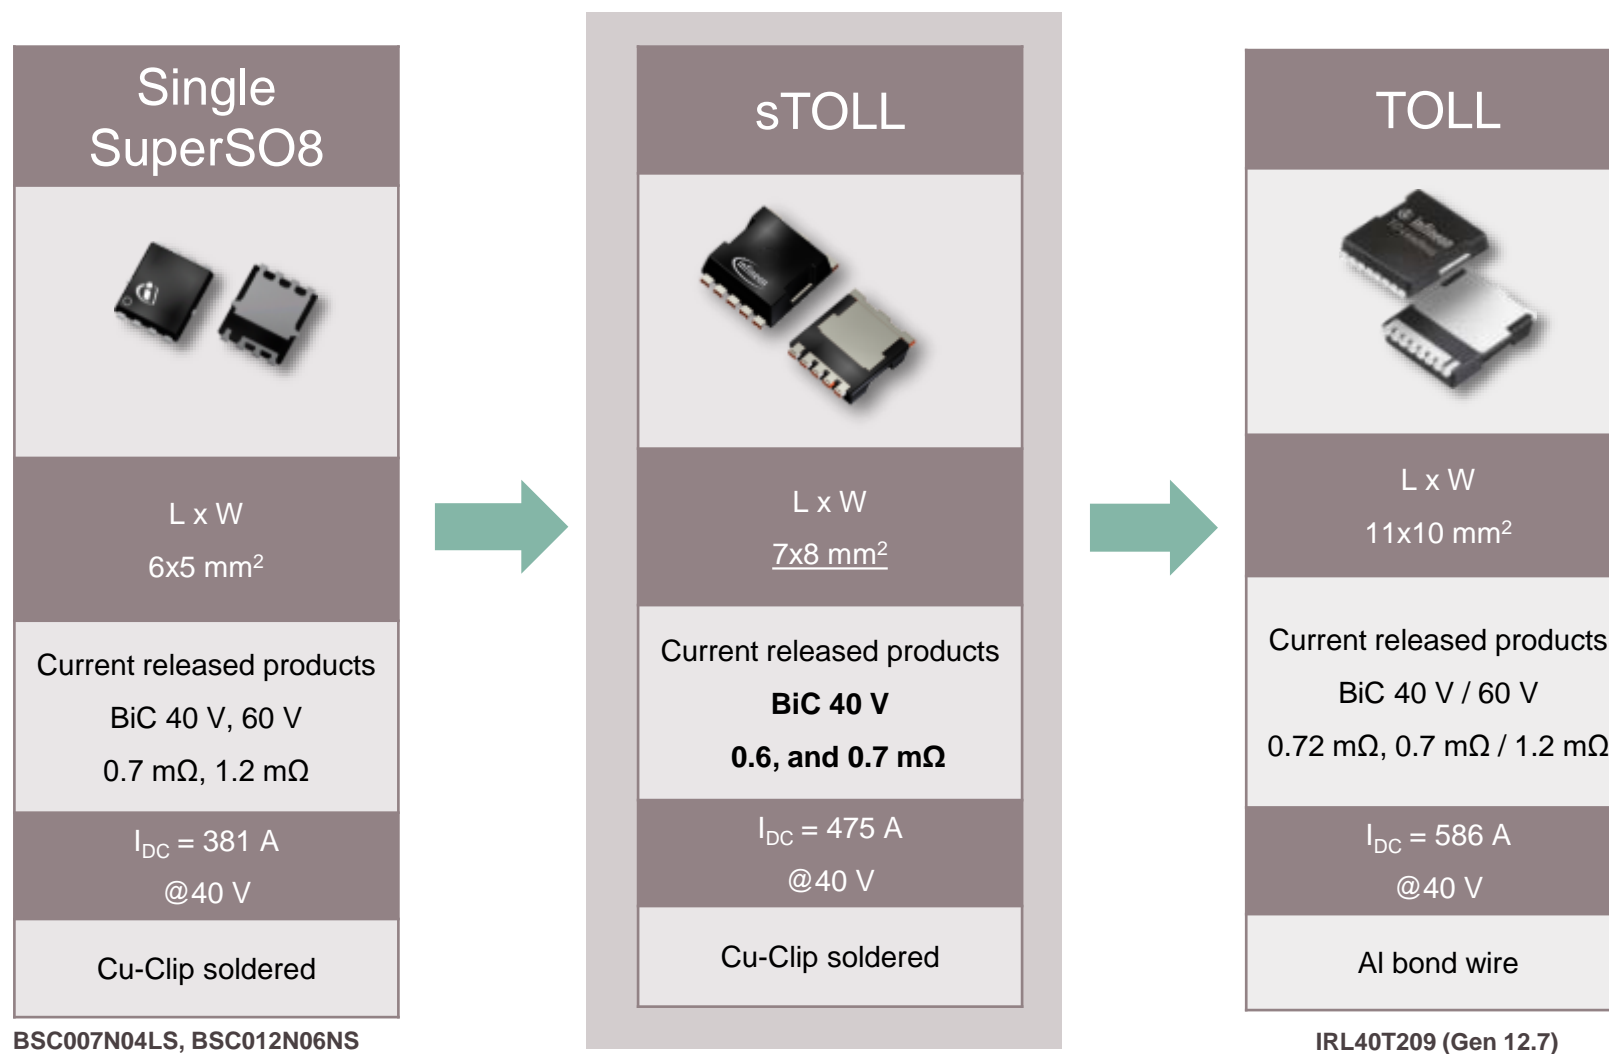 Single
SuperSO8
L x W
6x5 mm²
Current released products
BiC 40 V, 60 V
0.7 mΩ, 1.2 mΩ
I_DC = 381 A
@40 V
Cu-Clip soldered
BSC007N04LS, BSC012N06NS
sTOLL
Infineon
L x W
7x8 mm²
Current released products
BiC 40 V
0.6, and 0.7 mΩ
I_DC = 475 A
@40 V
Cu-Clip soldered
TOLL
Infineon
L x W
11x10 mm²
Current released products
BiC 40 V / 60 V
0.72 mΩ, 0.7 mΩ / 1.2 mΩ
I_DC = 586 A
@40 V
Al bond wire
IRL40T209 (Gen 12.7)